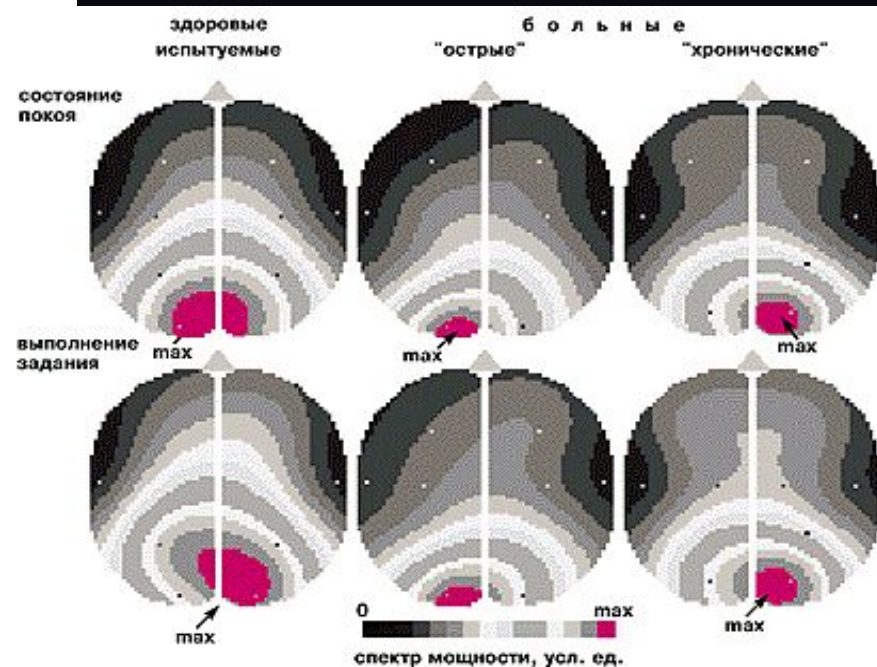 здоровые
испытуемые
б о л ь н ы е
"острые"
"хронические"
состояние
покоя
max
max
max
выполнение
задания
max
max
0
max
спектр мощности, усл. ед.